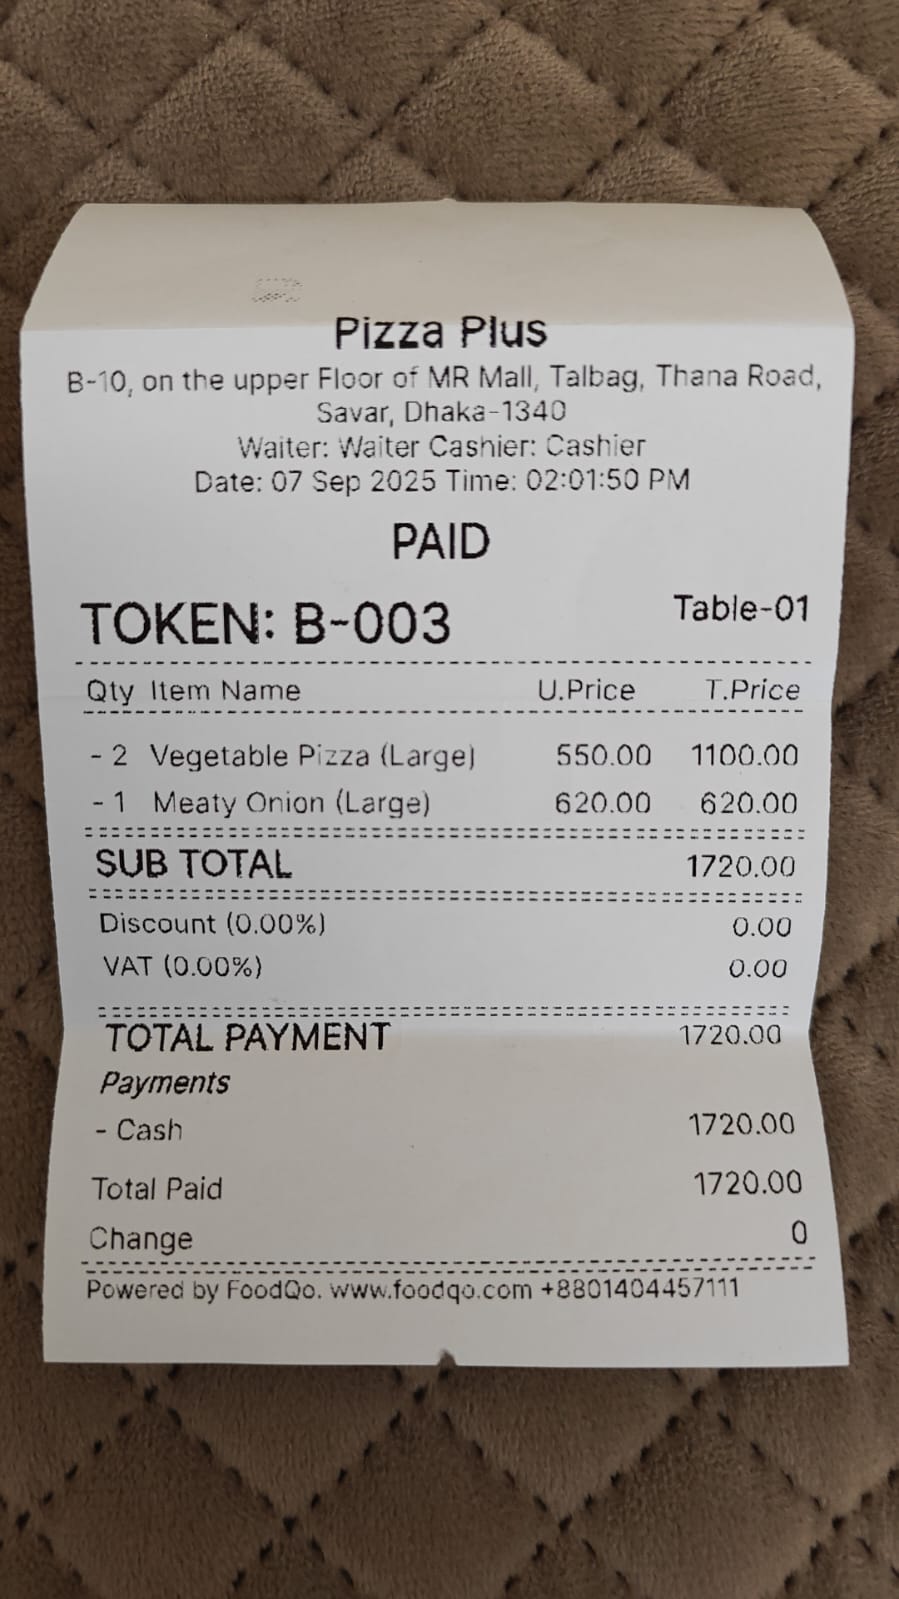 Pizza Plus
B-10, on the upper Floor of MR Mall, Talbag, Thana Road,
Savar, Dhaka-1340
Waiter: Waiter Cashier: Cashier
Date: 07 Sep 2025 Time: 02:01:50 PM
PAID
TOKEN: B-003 Table-01
Qty Item Name U.Price T.Price
- 2 Vegetable Pizza (Large) 550.00 1100.00
- 1 Meaty Onion (Large) 620.00 620.00
SUB TOTAL 1720.00
Discount (0.00%) 0.00
VAT (0.00%) 0.00
TOTAL PAYMENT 1720.00
Payments
- Cash 1720.00
Total Paid 1720.00
Change 0
Powered by FoodQo. www.foodqo.com +8801404457111